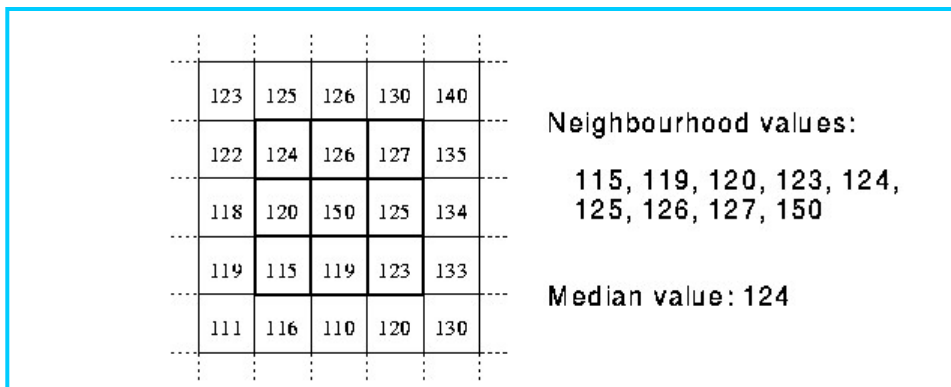 123 125 126 130 140
122 124 126 127 135
118 120 150 125 134
119 115 119 123 133
111 116 110 120 130
Neighbourhood values:
115, 119, 120, 123, 124,
125, 126, 127, 150
Median value: 124